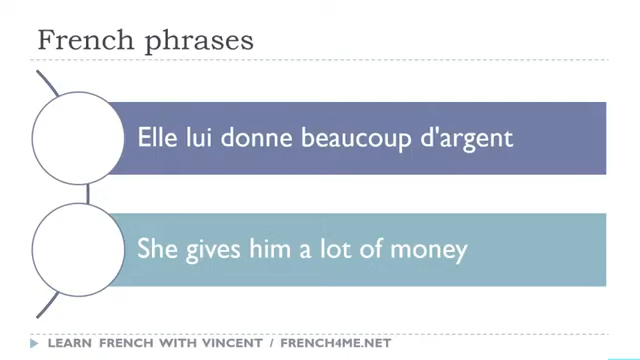 French phrases
Elle lui donne beaucoup d'argent
She gives him a lot of money
LEARN FRENCH WITH VINCENT / FRENCH4ME.NET